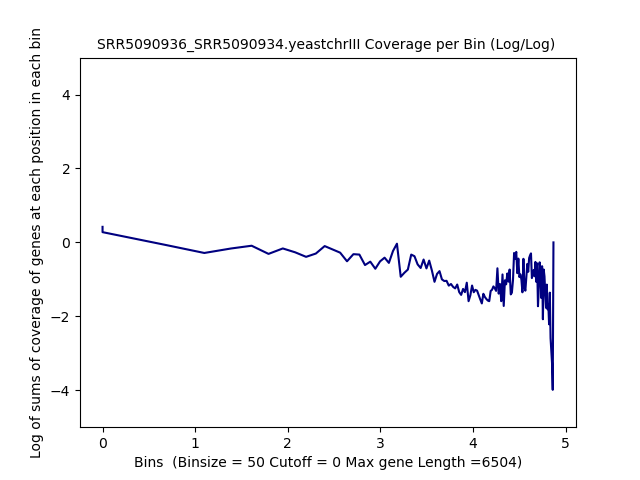 SRR5090936_SRR5090934.yeastchrIII Coverage per Bin (Log/Log)
Log of sums of coverage of genes at each position in each bin
4
2
0
−2
−4
0 1 2 3 4 5
Bins  (Binsize = 50 Cutoff = 0 Max gene Length =6504)